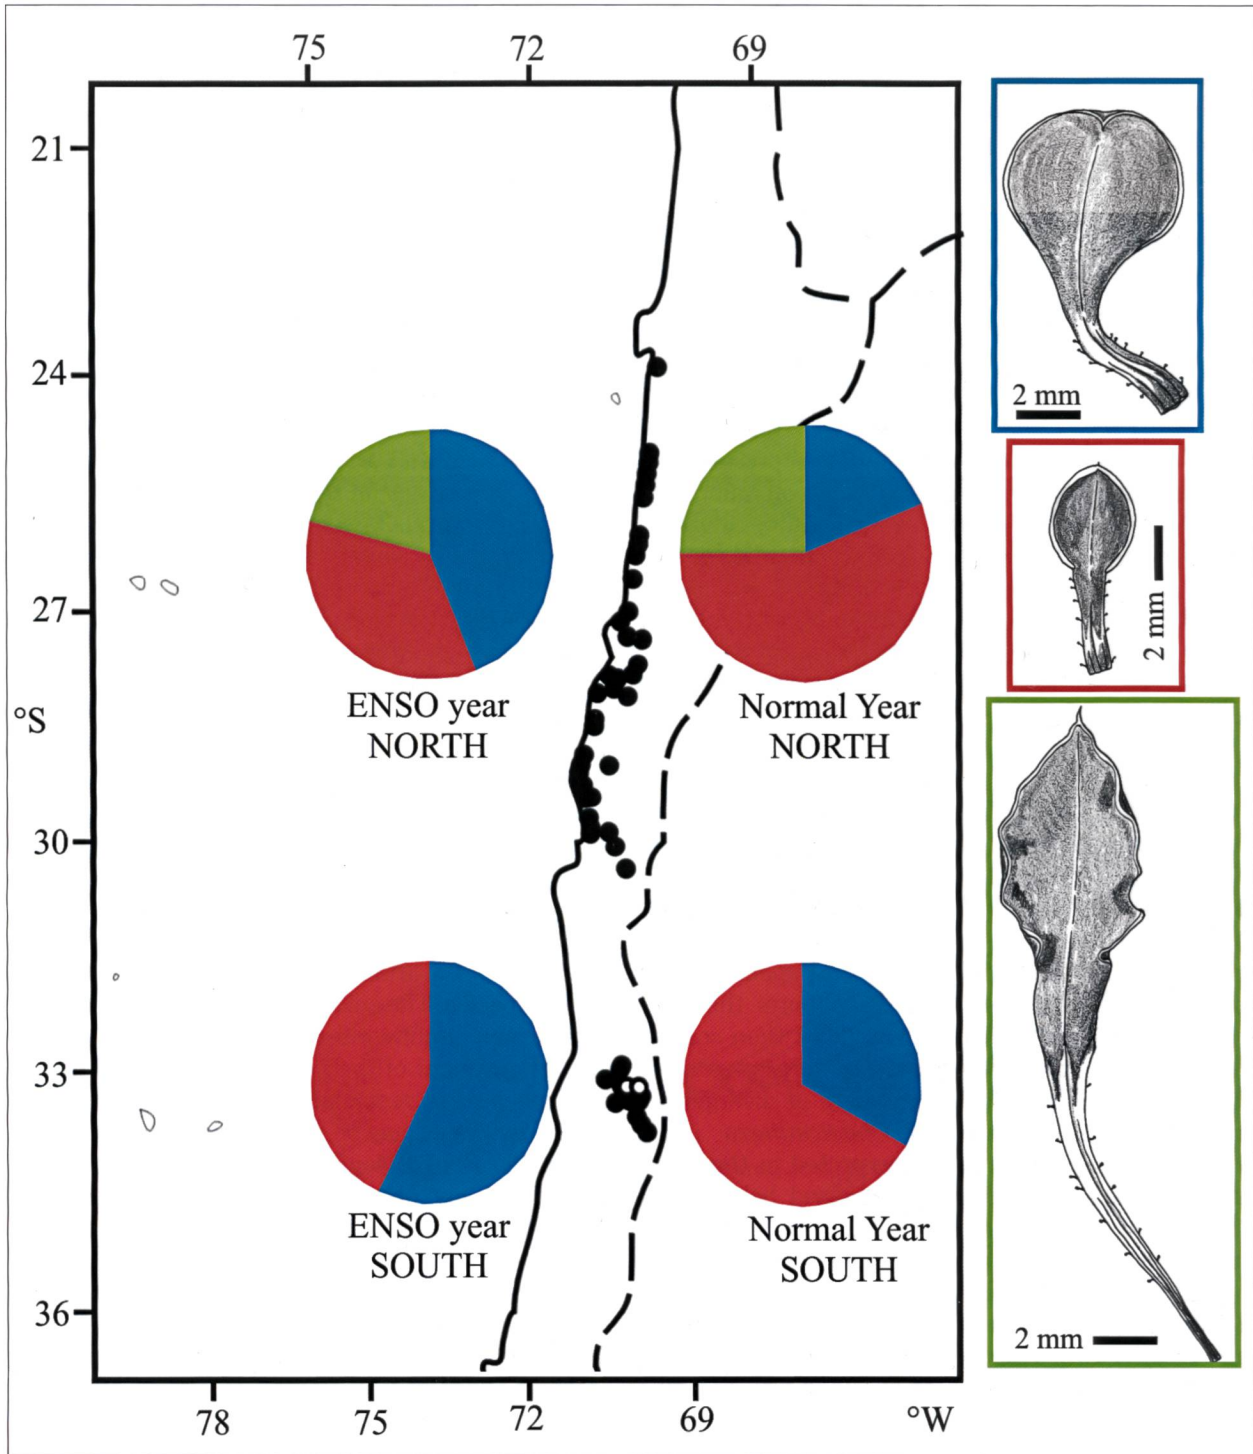 75 72 69
21
24
27
°S
30
33
36
ENSO year
NORTH
Normal Year
NORTH
ENSO year
SOUTH
Normal Year
SOUTH
78 75 72 69 °W
2 mm
2 mm
2 mm